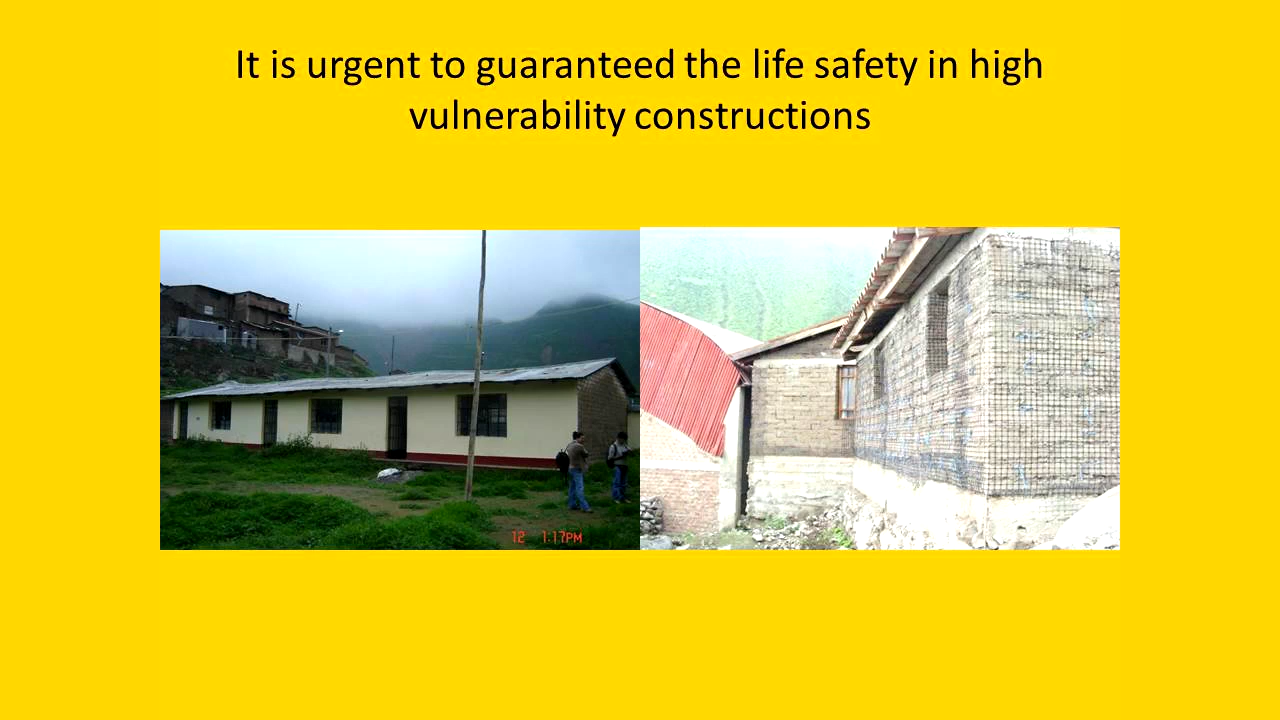 It is urgent to guaranteed the life safety in high
vulnerability constructions
12 1:17PM